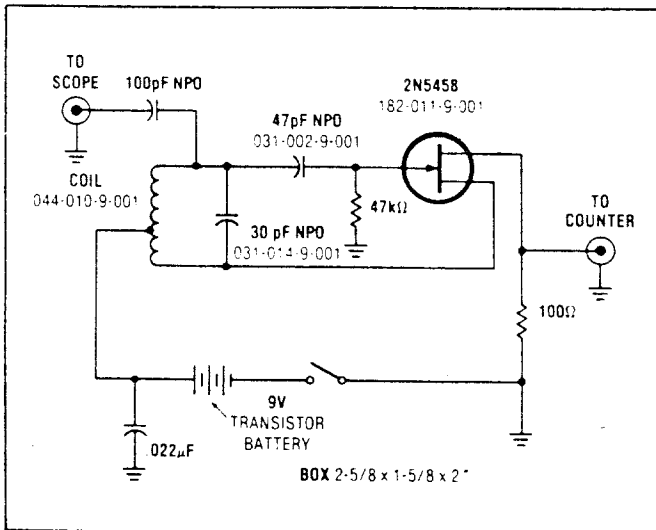 TO
SCOPE
100pF NPO
2N5458
182-011-9-001
47pF NPO
031-002-9-001
COIL
044-010-9-001
47kΩ
TO
COUNTER
30 pF NPO
031-014-9-001
100Ω
9V
TRANSISTOR
BATTERY
.022µF
BOX 2-5/8 x 1-5/8 x 2"